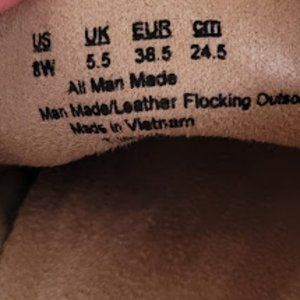 US UK EUR cm
8W 5.5 38.5 24.5
All Man Made
Man Made/Leather Flocking Outso
Made in Vietnam